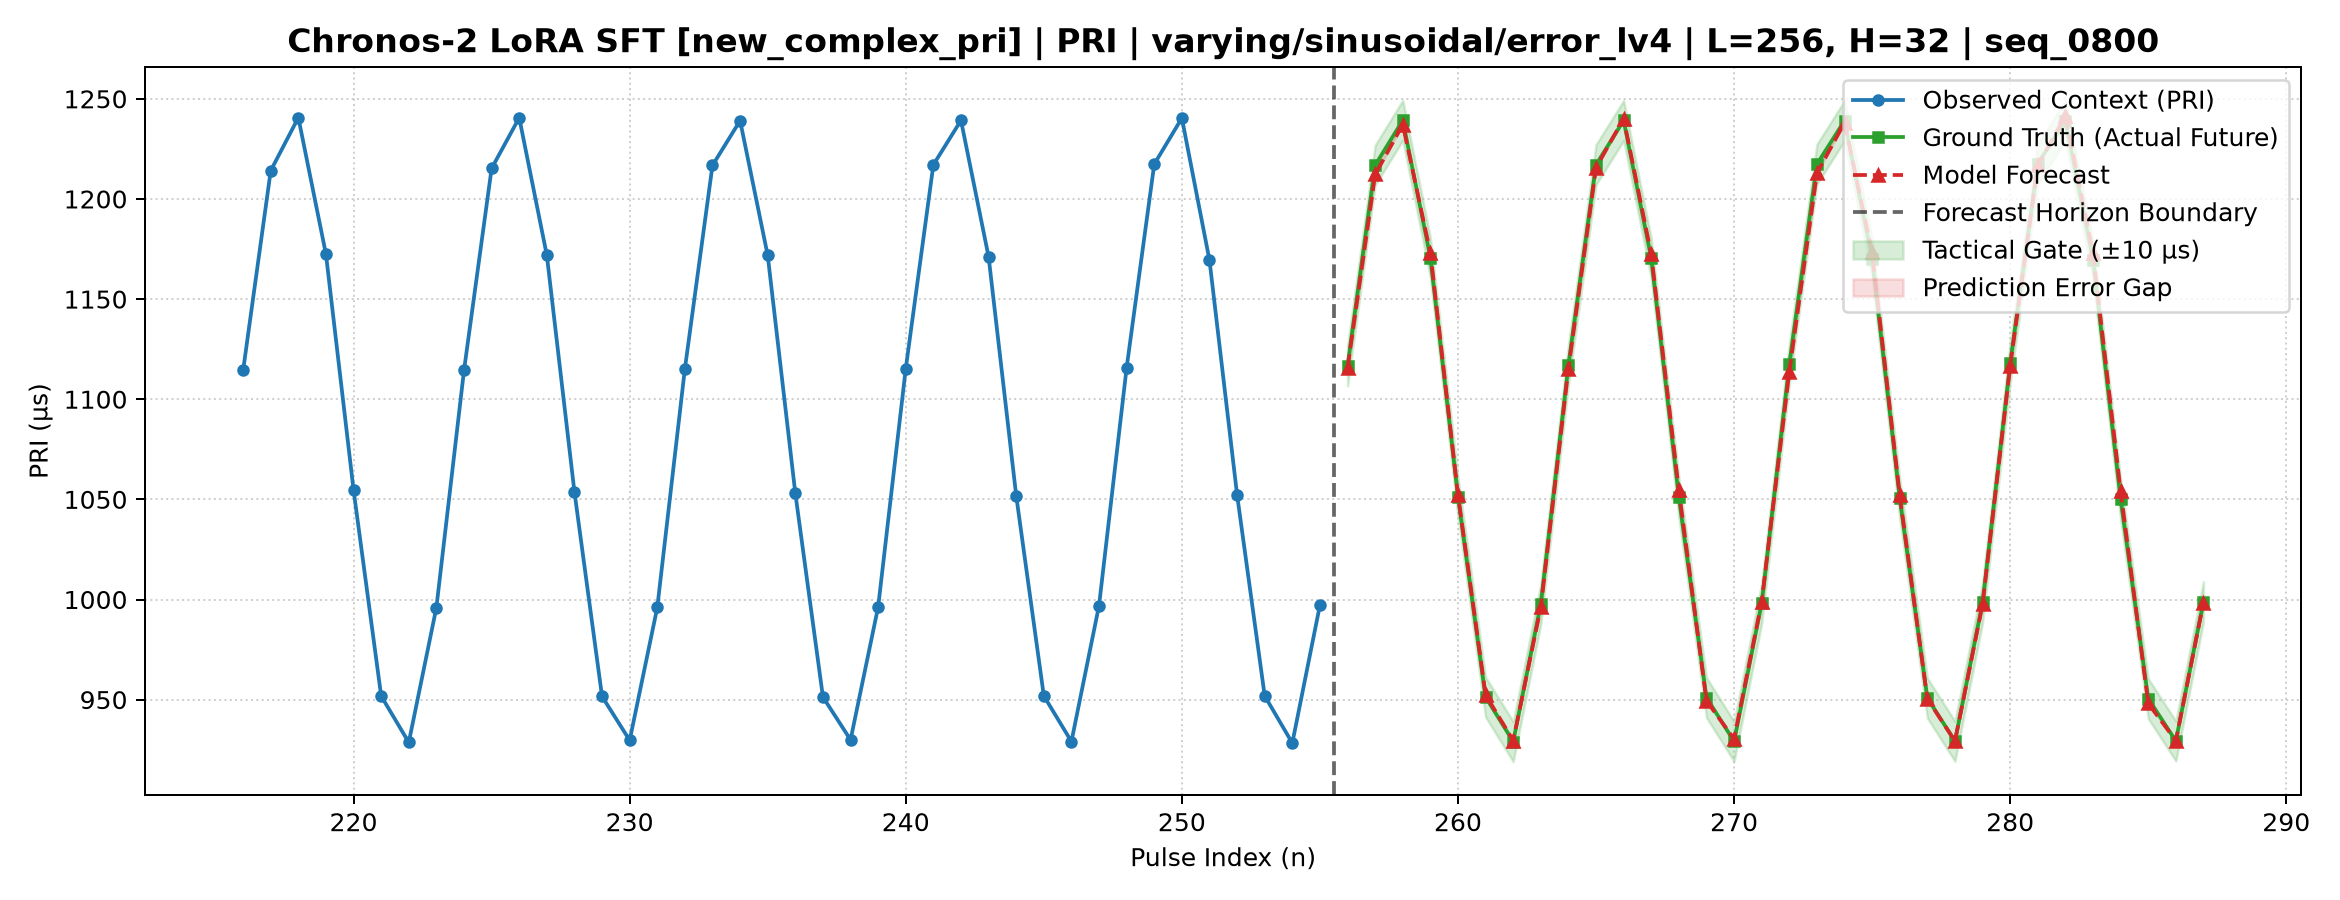 Chronos-2 LoRA SFT [new_complex_pri] | PRI | varying/sinusoidal/error_lv4 | L=256, H=32 | seq_0800
PRI (µs)
1250
1200
1150
1100
1050
1000
950
Observed Context (PRI)
Ground Truth (Actual Future)
Model Forecast
Forecast Horizon Boundary
Tactical Gate (±10 µs)
Prediction Error Gap
220
230
240
250
260
270
280
290
Pulse Index (n)